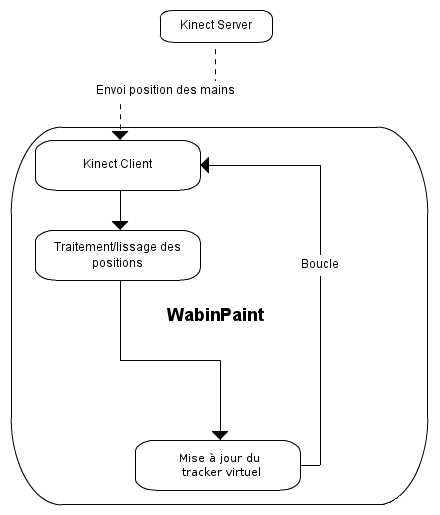 Kinect Server
Envoi position des mains
Kinect Client
Traitement/lissage des
positions
Boucle
WabinPaint
Mise à jour du
tracker virtuel